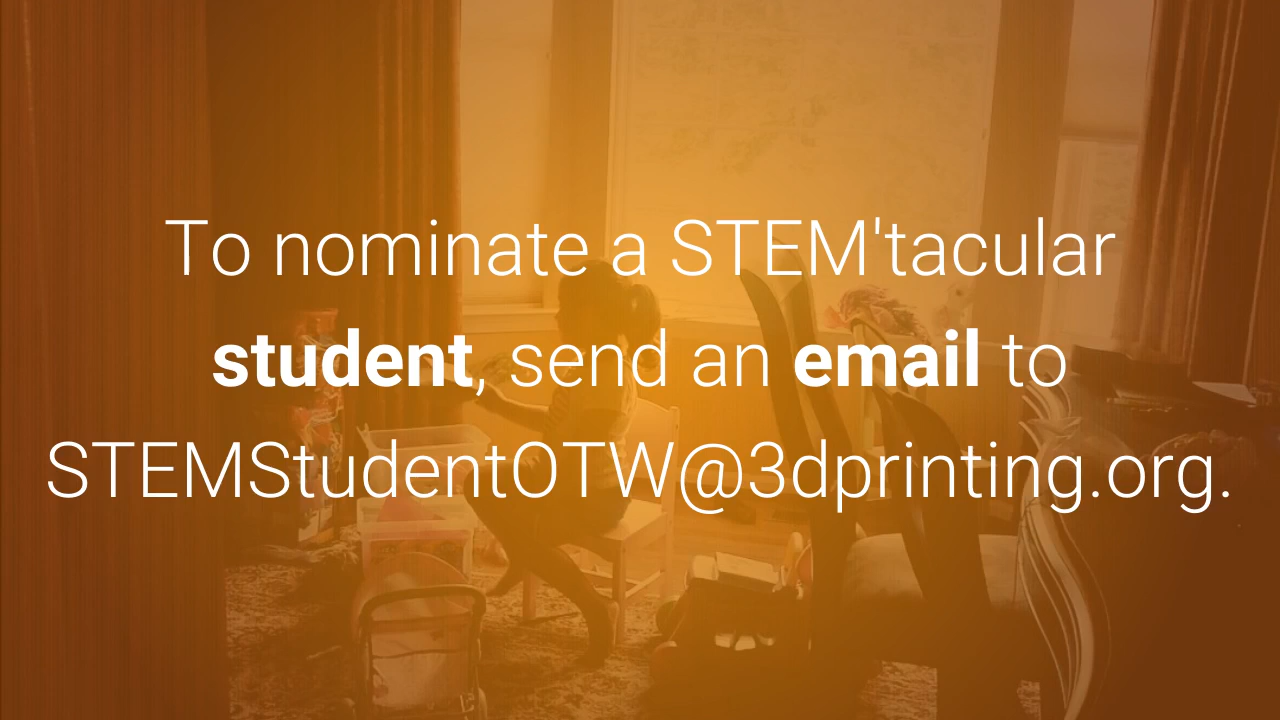 To nominate a STEM'tacular
student, send an email to
STEMStudentOTW@3dprinting.org.